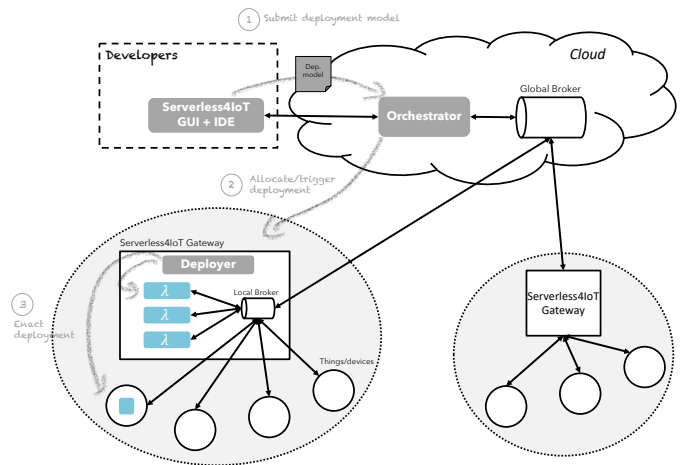 1 Submit deployment model
Developers
Dep.
model
Cloud
Global Broker
Serverless4IoT
GUI + IDE
Orchestrator
2 Allocate/trigger
deployment
Serverless4IoT Gateway
Deployer
λ
Local Broker
λ
λ
3
Enact
deployment
Things/devices
Serverless4IoT
Gateway